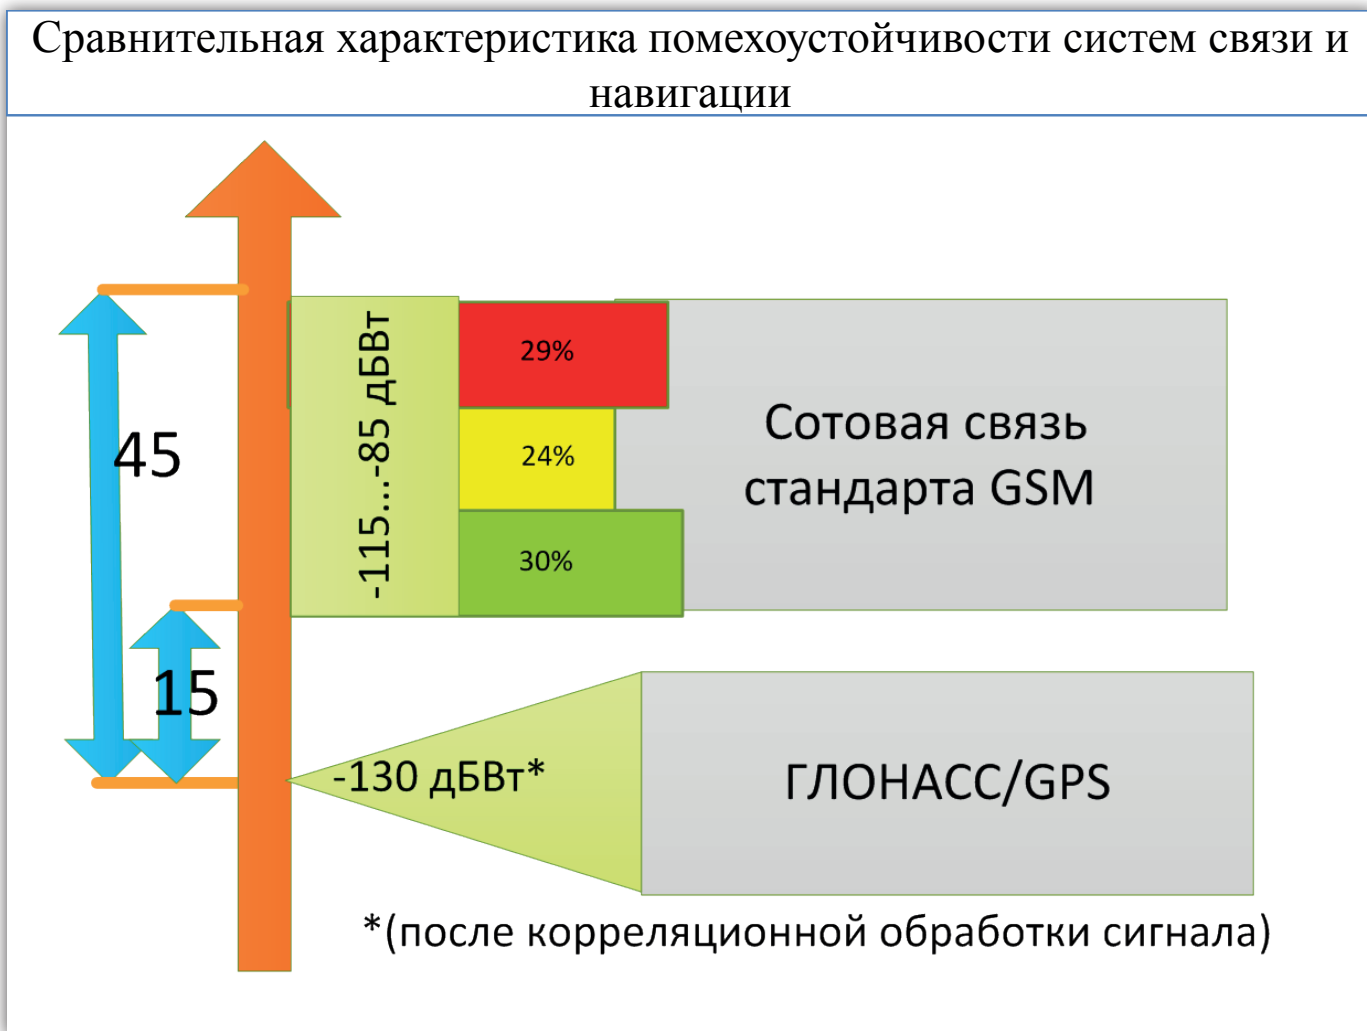 Сравнительная характеристика помехоустойчивости систем связи и
навигации
45
-115...-85 дБВт
29%
24%
30%
Сотовая связь
стандарта GSM
15
-130 дБВт*
ГЛОНАСС/GPS
*(после корреляционной обработки сигнала)